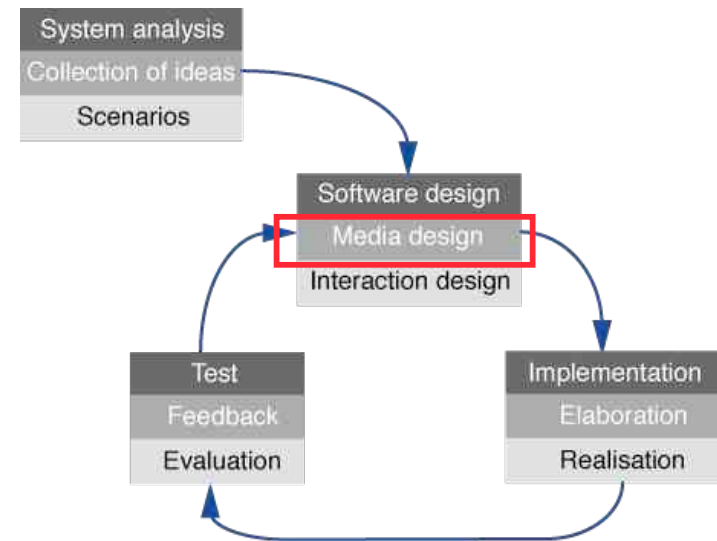 System analysis
Collection of ideas
Scenarios
Software design
Media design
Interaction design
Test
Feedback
Evaluation
Implementation
Elaboration
Realisation